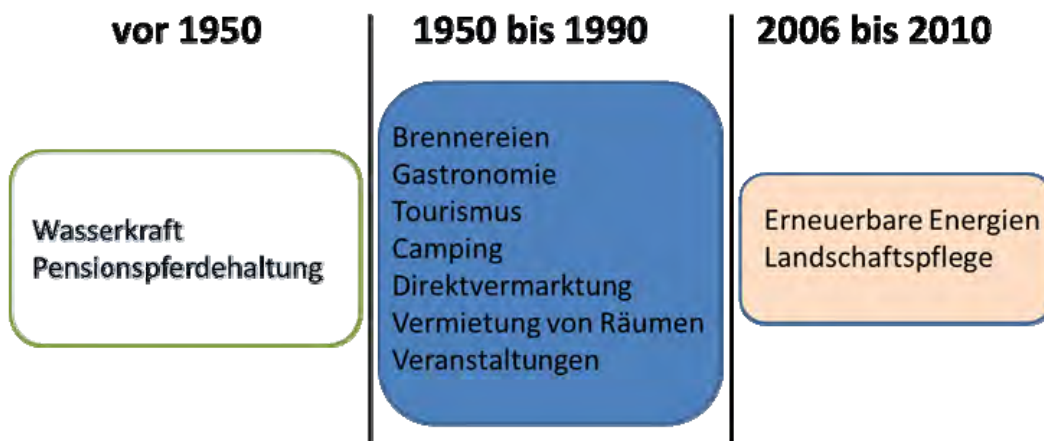 vor 1950
1950 bis 1990
2006 bis 2010
Wasserkraft
Pensionspferdehaltung
Brennereien
Gastronomie
Tourismus
Camping
Direktvermarktung
Vermietung von Räumen
Veranstaltungen
Erneuerbare Energien
Landschaftspflege